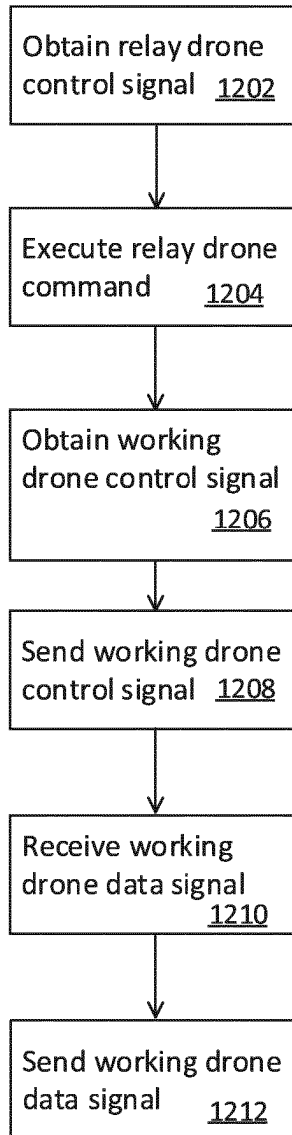 Obtain relay drone
control signal 1202
Execute relay drone
command 1204
Obtain working
drone control signal
1206
Send working drone
control signal 1208
Receive working
drone data signal
1210
Send working drone
data signal 1212